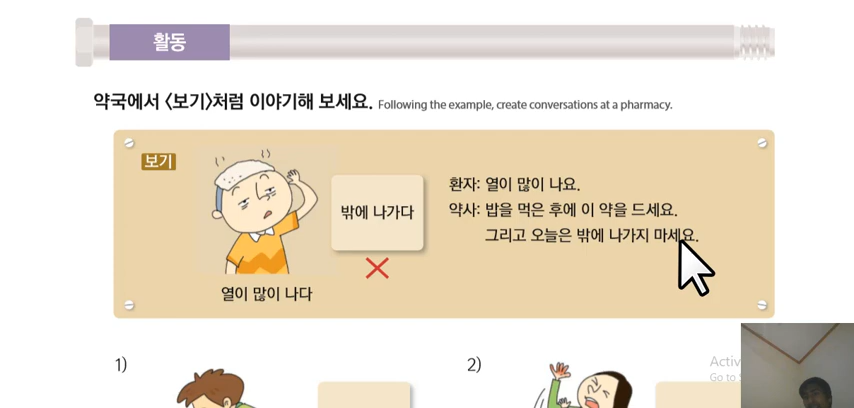 활동
약국에서 <보기>처럼 이야기해 보세요. Following the example, create conversations at a pharmacy.
보기
밖에 나가다
열이 많이 나다
환자: 열이 많이 나요.
약사: 밥을 먹은 후에 이 약을 드세요.
그리고 오늘은 밖에 나가지 마세요.
1)
2)
Go to